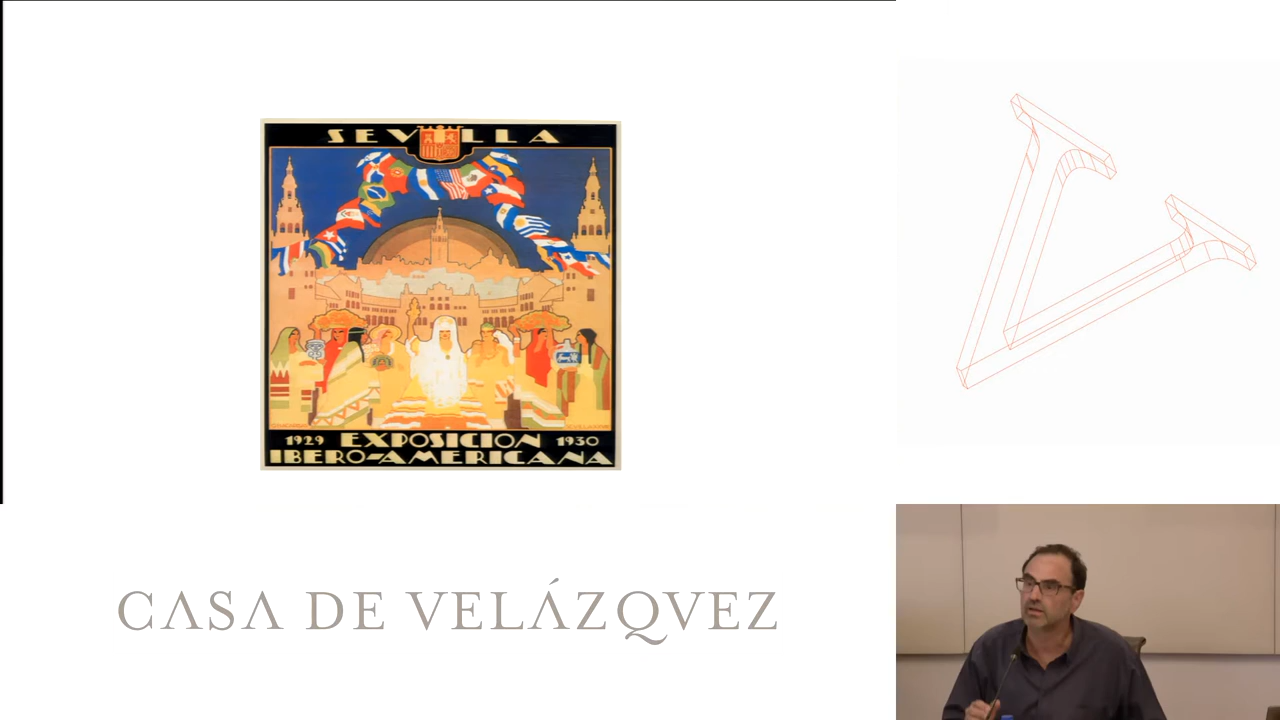 SEVILLA
1929 EXPOSICION 1930
IBERO-AMERICANA
CASA DE VELÁZQVEZ